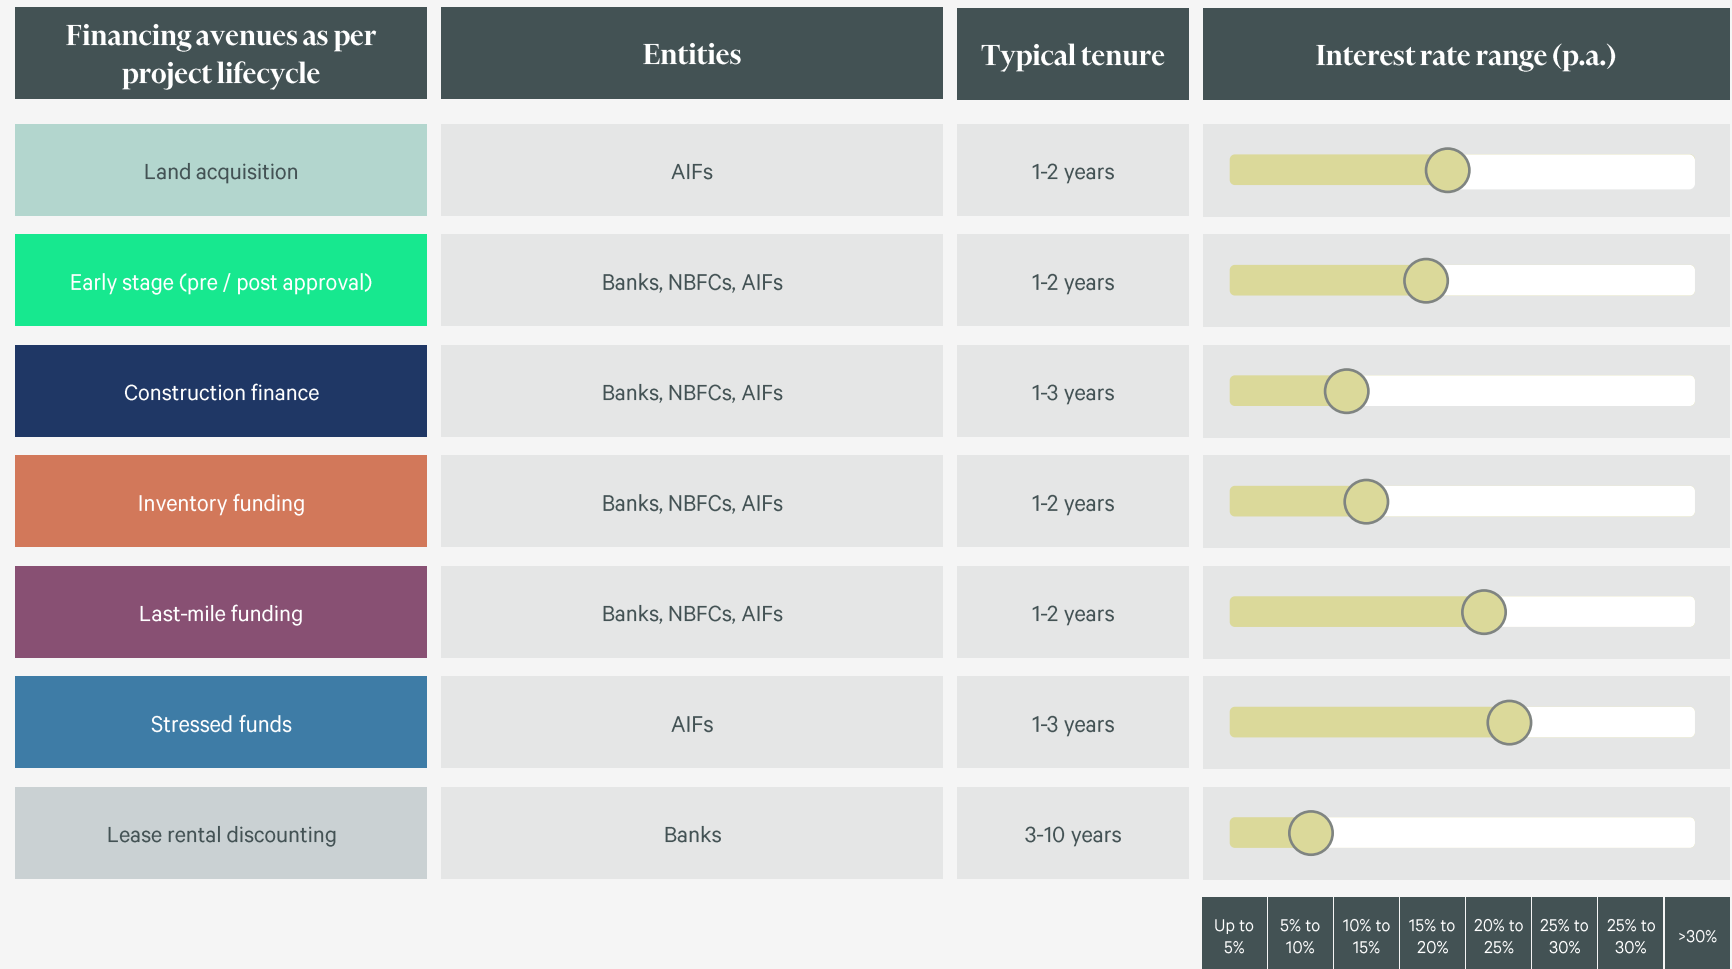 Financing avenues as per
project lifecycle
Entities
Typical tenure
Interest rate range (p.a.)
Land acquisition
AIFs
1-2 years
Early stage (pre / post approval)
Banks, NBFCs, AIFs
1-2 years
Construction finance
Banks, NBFCs, AIFs
1-3 years
Inventory funding
Banks, NBFCs, AIFs
1-2 years
Last-mile funding
Banks, NBFCs, AIFs
1-2 years
Stressed funds
AIFs
1-3 years
Lease rental discounting
Banks
3-10 years
Up to
5%
5% to
10%
10% to
15%
15% to
20%
20% to
25%
25% to
30%
25% to
30%
>30%